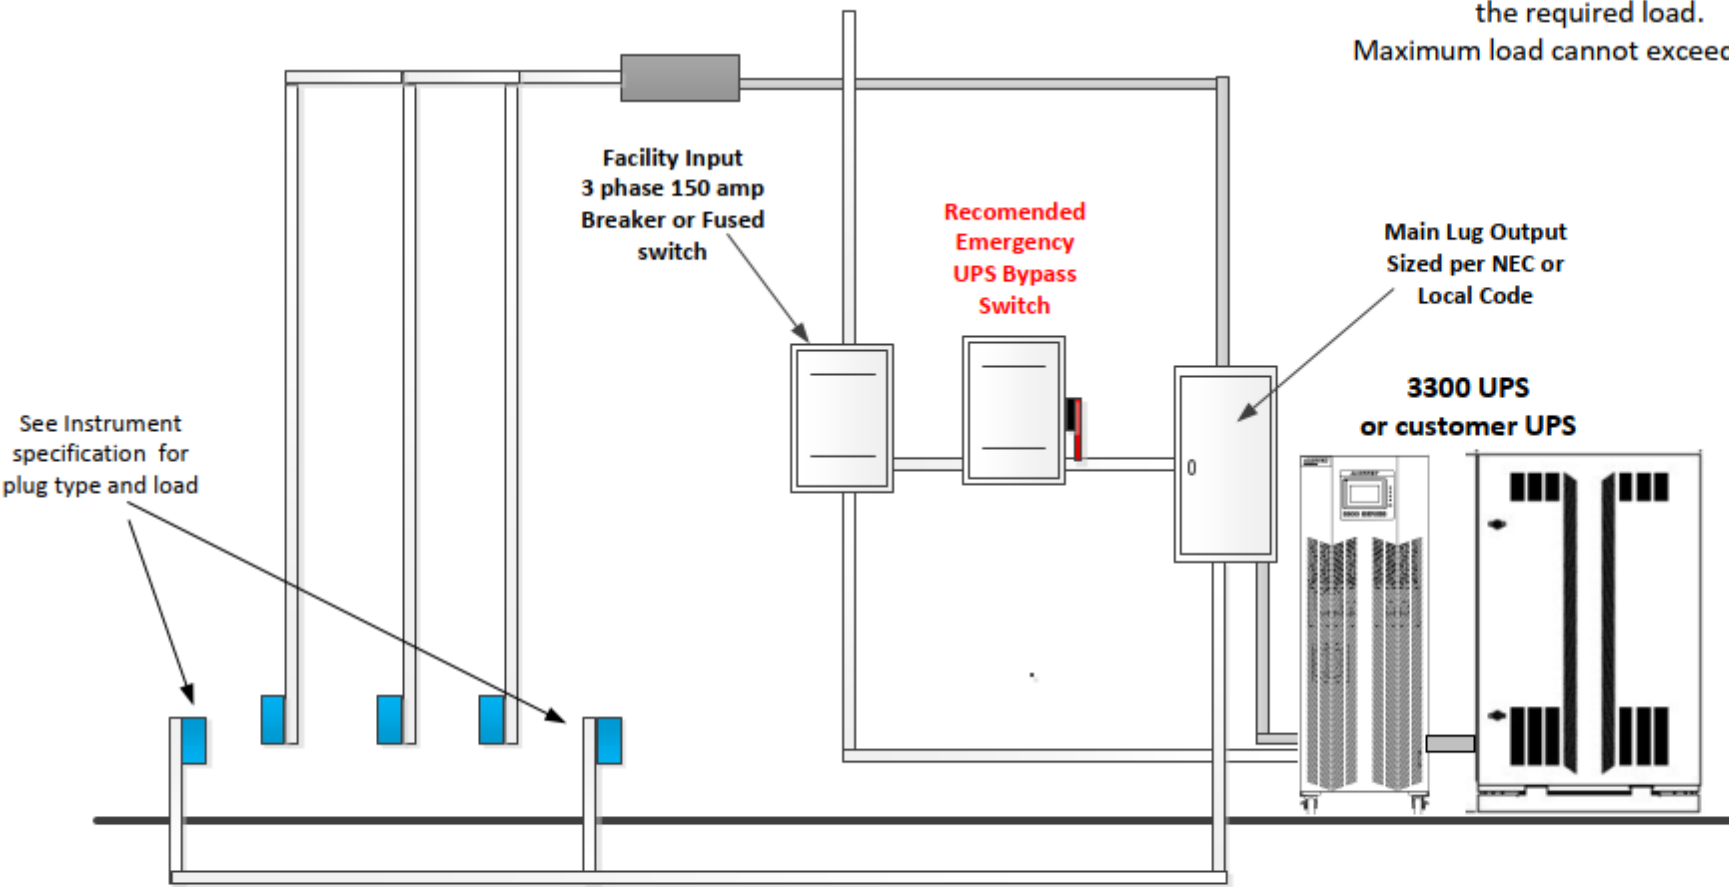 the required load.
Maximum load cannot exceed
Facility Input
3 phase 150 amp
Breaker or Fused
switch
Recomended
Emergency
UPS Bypass
Switch
Main Lug Output
Sized per NEC or
Local Code
3300 UPS
or customer UPS
See Instrument
specification for
plug type and load
3300 SERIES